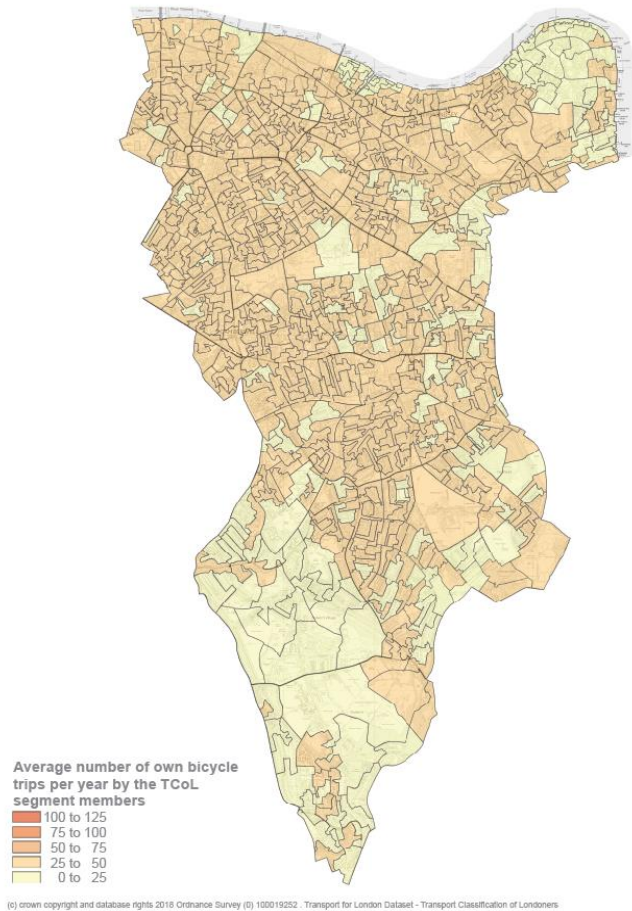 Average number of own bicycle
trips per year by the TCoL
segment members
100 to 125
75 to 100
50 to 75
25 to 50
0 to 25
(c) crown copyright and database rights 2018 Ordnance Survey (0) 100019252 . Transport for London Dataset - Transport Classification of Londoners